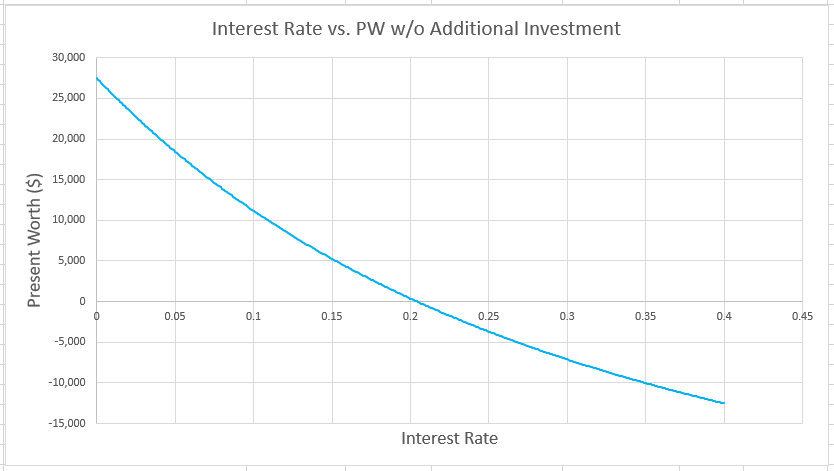 Interest Rate vs. PW w/o Additional Investment
30,000
25,000
20,000
15,000
10,000
5,000
0
-5,000
-10,000
-15,000
Present Worth ($)
0 0.05 0.1 0.15 0.2 0.25 0.3 0.35 0.4 0.45
Interest Rate